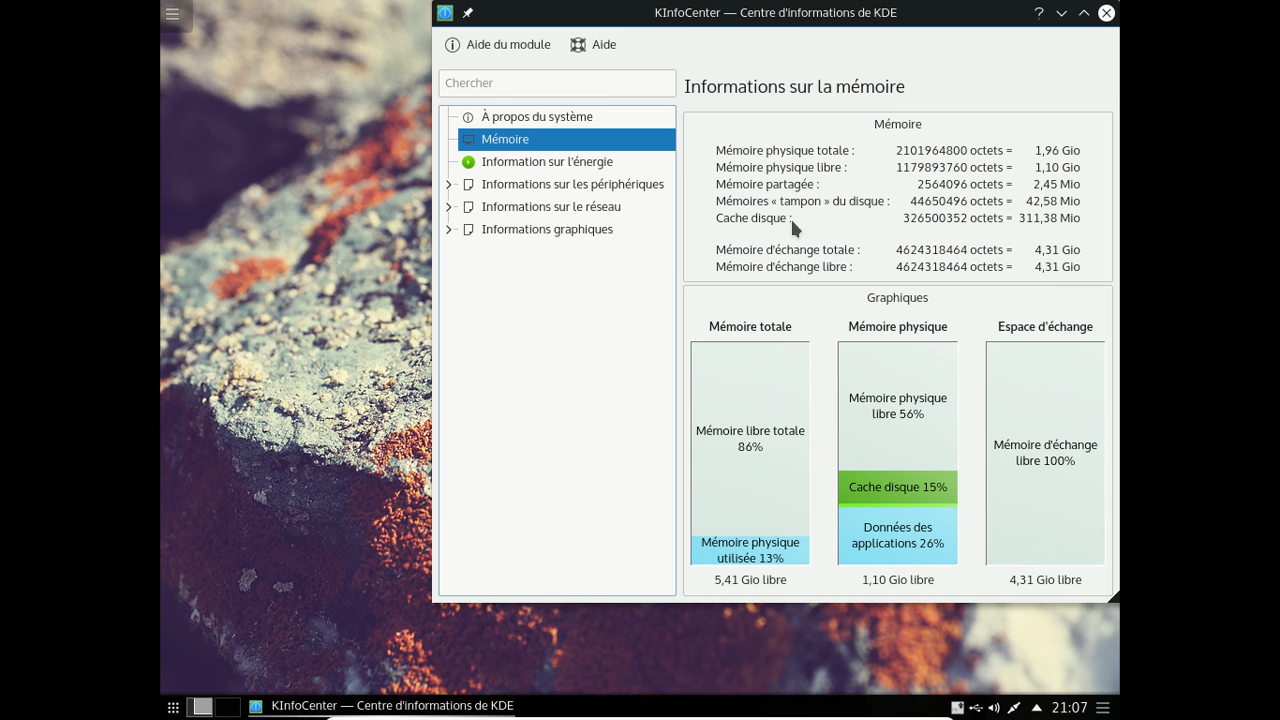 KInfoCenter — Centre d'informations de KDE
Aide du module
Aide
Chercher
À propos du système
Mémoire
Information sur l'énergie
Informations sur les périphériques
Informations sur le réseau
Informations graphiques
Informations sur la mémoire
Mémoire
Mémoire physique totale : 2101964800 octets = 1,96 Gio
Mémoire physique libre : 1179893760 octets = 1,10 Gio
Mémoire partagée : 2564096 octets = 2,45 Mio
Mémoires « tampon » du disque : 44650496 octets = 42,58 Mio
Cache disque : 326500352 octets = 311,38 Mio
Mémoire d'échange totale : 4624318464 octets = 4,31 Gio
Mémoire d'échange libre : 4624318464 octets = 4,31 Gio
Graphiques
Mémoire totale
Mémoire libre totale
86%
Mémoire physique
utilisée 13%
5,41 Gio libre
Mémoire physique
Mémoire physique
libre 56%
Cache disque 15%
Données des
applications 26%
1,10 Gio libre
Espace d'échange
Mémoire d'échange
libre 100%
4,31 Gio libre
KInfoCenter — Centre d'informations de KDE
21:07